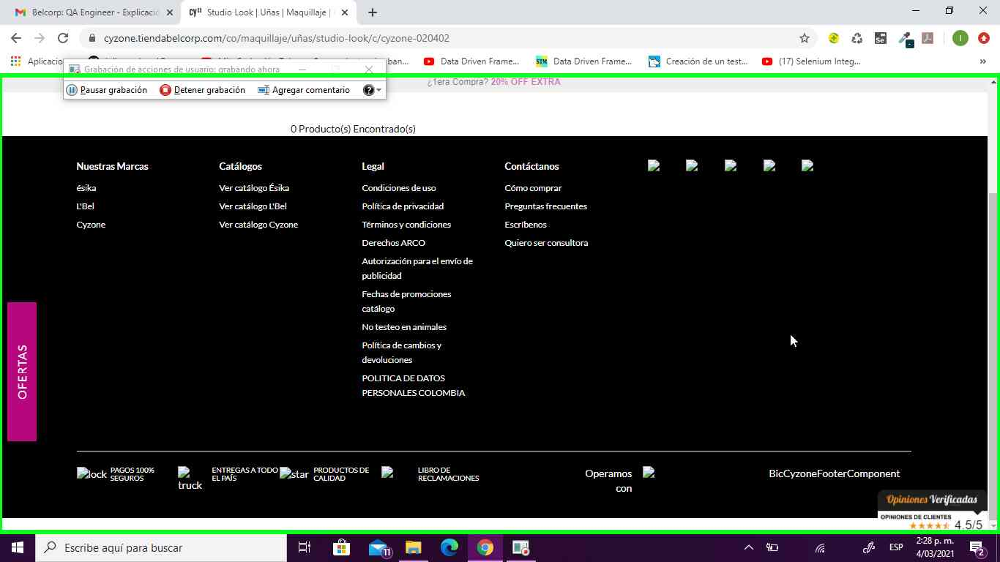 Belcorp: QA Engineer - Explicació
Studio Look | Uñas | Maquillaje |
cyzone.tiendabelcorp.com/co/maquillaje/uñas/studio-look/c/cyzone-020402
Aplicacio
Data Driven Frame...
Data Driven Frame...
Creación de un test...
(17) Selenium Integ...
Grabación de acciones de usuario: grabando ahora
Pausar grabación
Detener grabación
Agregar comentario
¿1era Compra? 20% OFF EXTRA
0 Producto(s) Encontrado(s)
Nuestras Marcas
ésika
L'Bel
Cyzone
Catálogos
Ver catálogo Ésika
Ver catálogo L'Bel
Ver catálogo Cyzone
Legal
Condiciones de uso
Política de privacidad
Términos y condiciones
Derechos ARCO
Autorización para el envío de
publicidad
Fechas de promociones
catálogo
No testeo en animales
Política de cambios y
devoluciones
POLITICA DE DATOS
PERSONALES COLOMBIA
Contáctanos
Cómo comprar
Preguntas frecuentes
Escríbenos
Quiero ser consultora
OFERTAS
lock
PAGOS 100%
SEGUROS
truck
ENTREGAS A TODO
EL PAÍS
star
PRODUCTOS DE
CALIDAD
LIBRO DE
RECLAMACIONES
Operamos
con
BicCyzoneFooterComponent
Opiniones Verificadas
OPINIONES DE CLIENTES
4.5/5
Escribe aquí para buscar
11
ESP
2:28 p. m.
4/03/2021
2